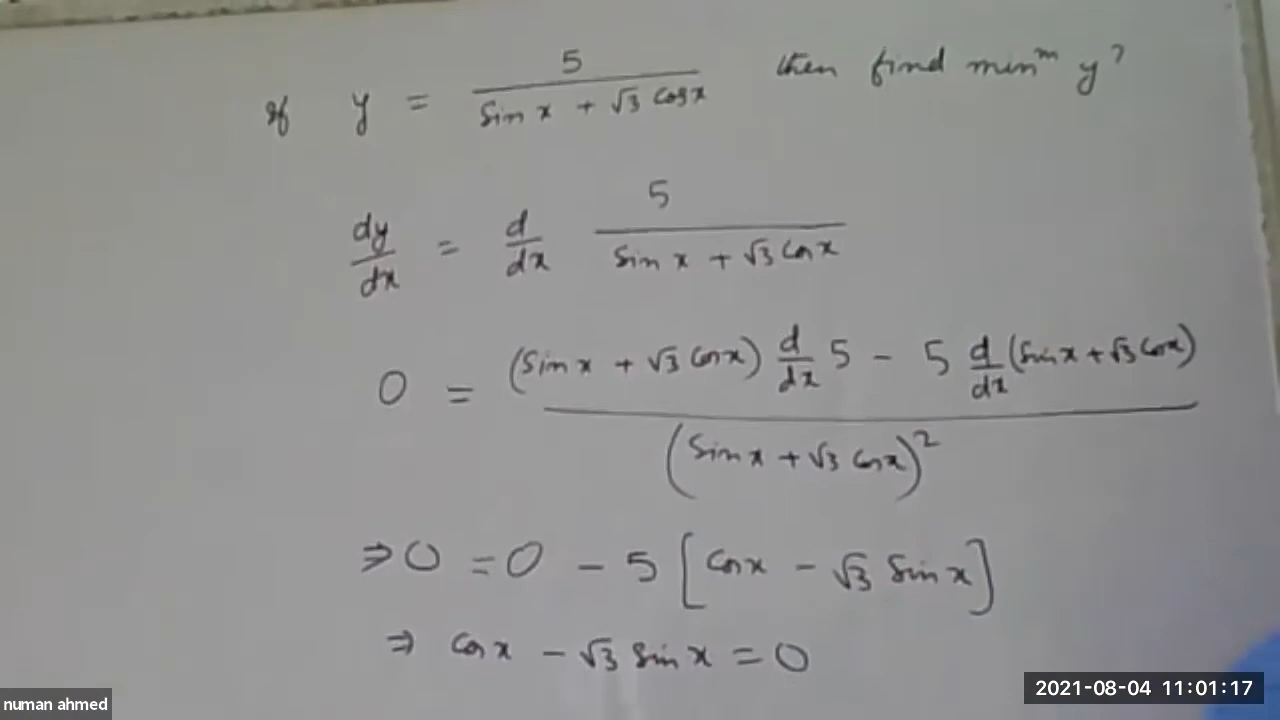 If y = 5 / (Sin x + √3 Cos x) then find minᵐ y?
dy/dx = d/dx 5 / (Sin x + √3 Cos x)
0 = ((Sin x + √3 Cos x) d/dx 5 - 5 d/dx (Sin x + √3 Cos x)) / (Sin x + √3 Cos x)²
⇒ 0 = 0 - 5 [Cos x - √3 Sin x]
⇒ Cos x - √3 Sin x = 0
2021-08-04 11:01:17
numan ahmed